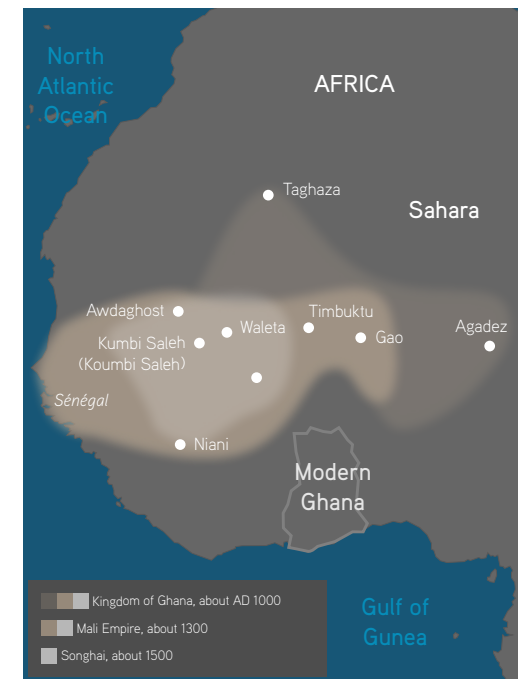 North
Atlantic
Ocean
AFRICA
Taghaza
Sahara
Awdaghost
Timbuktu
Waleta
Agadez
Kumbi Saleh
(Koumbi Saleh)
Gao
Sénégal
Niani
Modern
Ghana
Kingdom of Ghana, about AD 1000
Mali Empire, about 1300
Songhai, about 1500
Gulf of
Gunea